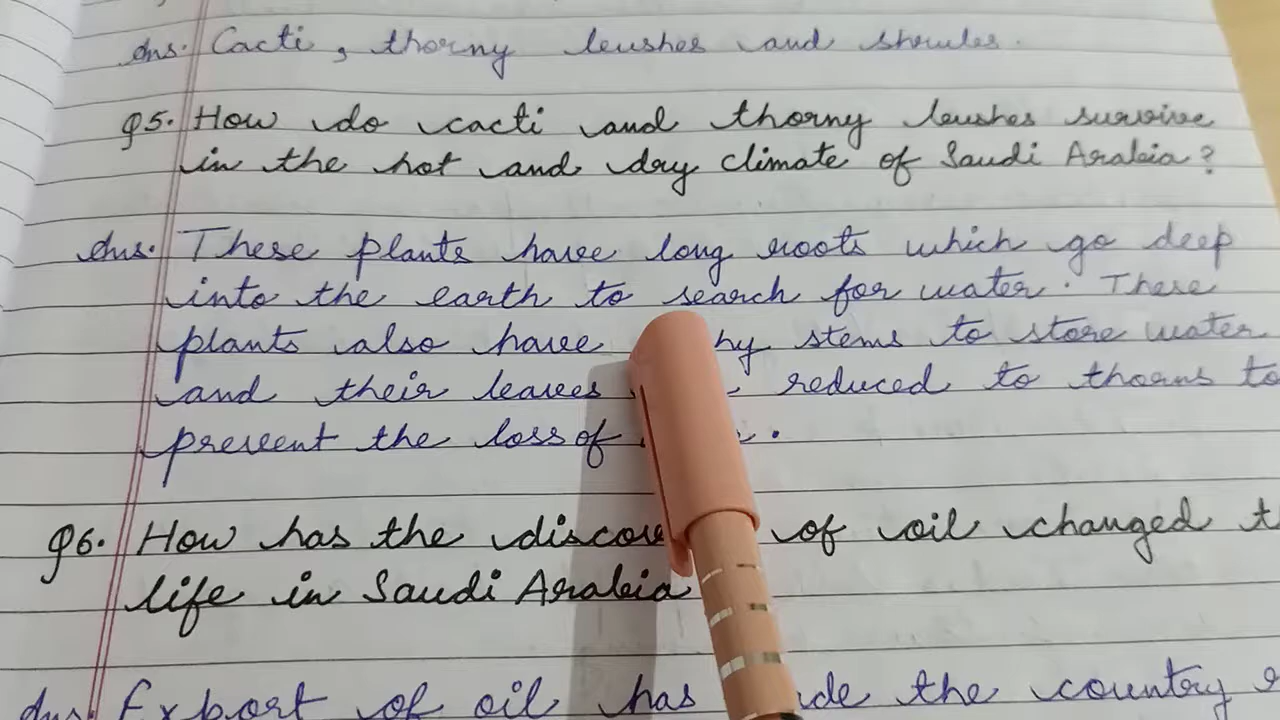 Ans. Cacti, thorny bushes and shrubs.
Q5. How do cacti and thorny bushes survive
in the hot and dry climate of Saudi Arabia?
Ans. These plants have long roots which go deep
into the earth to search for water. These
plants also have stems to store water
and their leaves reduced to thorns to
prevent the loss of
Q6. How has the of oil changed
life in Saudi Arabia
Ans. Export of oil has the country